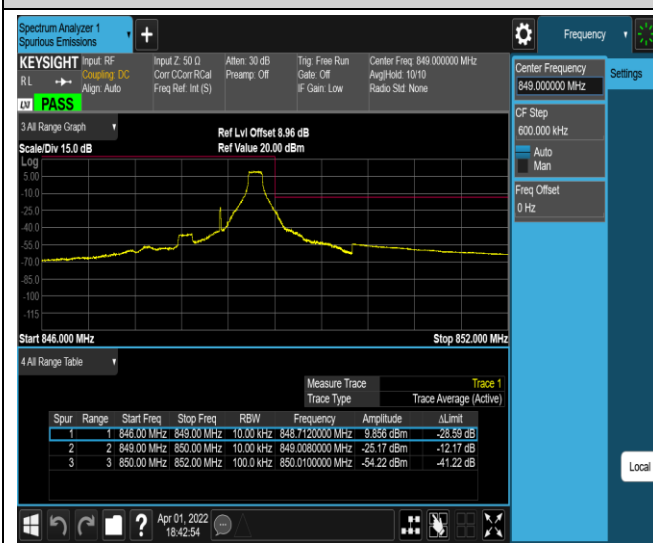 Spectrum Analyzer 1
Spurious Emissions
+
Frequency
KEYSIGHT Input: RF Input Z: 50 Ω Atten: 30 dB Trig: Free Run Center Freq: 849.000000 MHz
RL Coupling: DC Corr CCorr RCal Preamp: Off Gate: Off Avg|Hold: 10/10
Align: Auto Freq Ref: Int (S) IF Gain: Low Radio Std: None
LXI PASS
Center Frequency
849.000000 MHz
Settings
CF Step
600.000 kHz
Auto
Man
Freq Offset
0 Hz
3 All Range Graph
Ref Lvl Offset 8.96 dB
Scale/Div 15.0 dB Ref Value 20.00 dBm
Log
5.00
-10.0
-25.0
-40.0
-55.0
-70.0
-85.0
-100
-115
Start 846.000 MHz Stop 852.000 MHz
4 All Range Table
Measure Trace Trace 1
Trace Type Trace Average (Active)
Spur Range Start Freq Stop Freq RBW Frequency Amplitude ΔLimit
1 1 846.00 MHz 849.00 MHz 10.00 kHz 848.7120000 MHz 9.856 dBm -28.59 dB
2 2 849.00 MHz 850.00 MHz 10.00 kHz 849.0080000 MHz -25.17 dBm -12.17 dB
3 3 850.00 MHz 852.00 MHz 100.0 kHz 850.0100000 MHz -54.22 dBm -41.22 dB
Local
? Apr 01, 2022
18:42:54